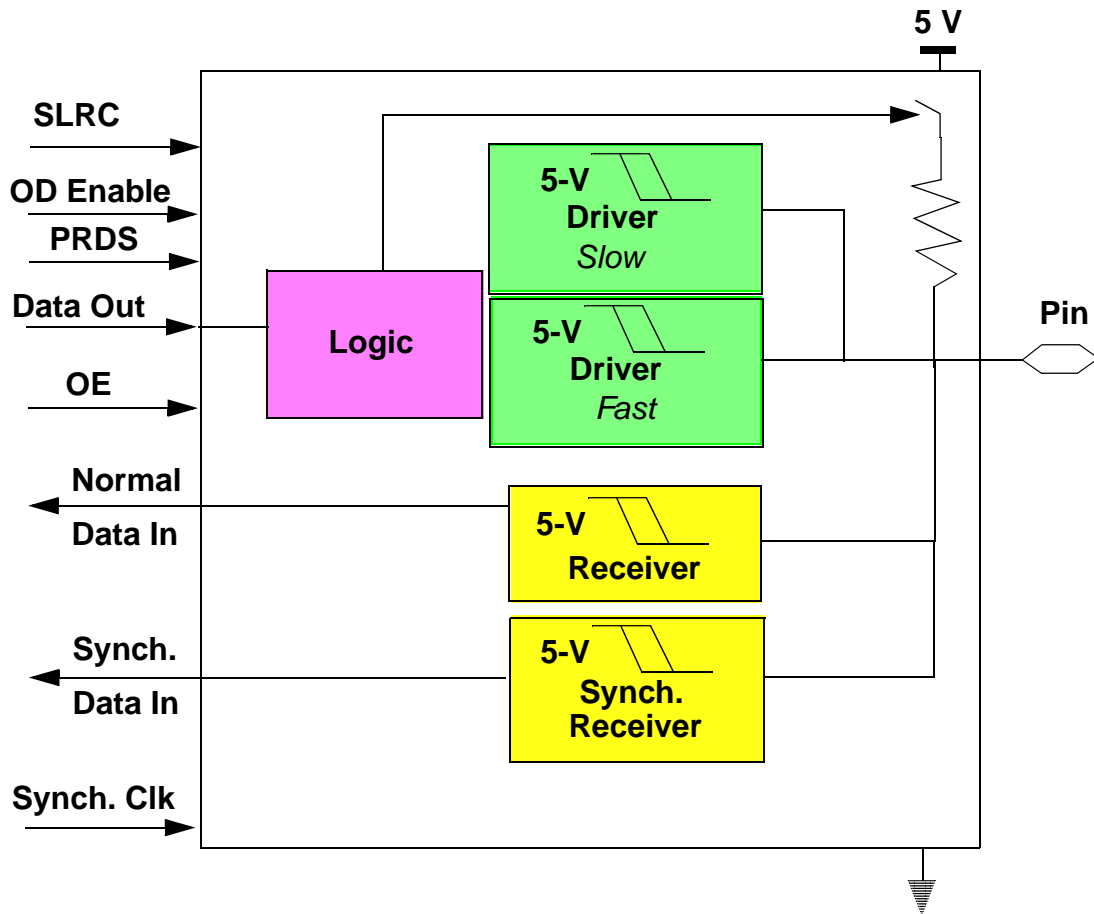 5 V
SLRC
OD Enable
PRDS
Data Out
OE
Normal
Data In
Synch.
Data In
Synch. Clk
Logic
5-V
Driver
Slow
5-V
Driver
Fast
5-V
Receiver
5-V
Synch.
Receiver
Pin